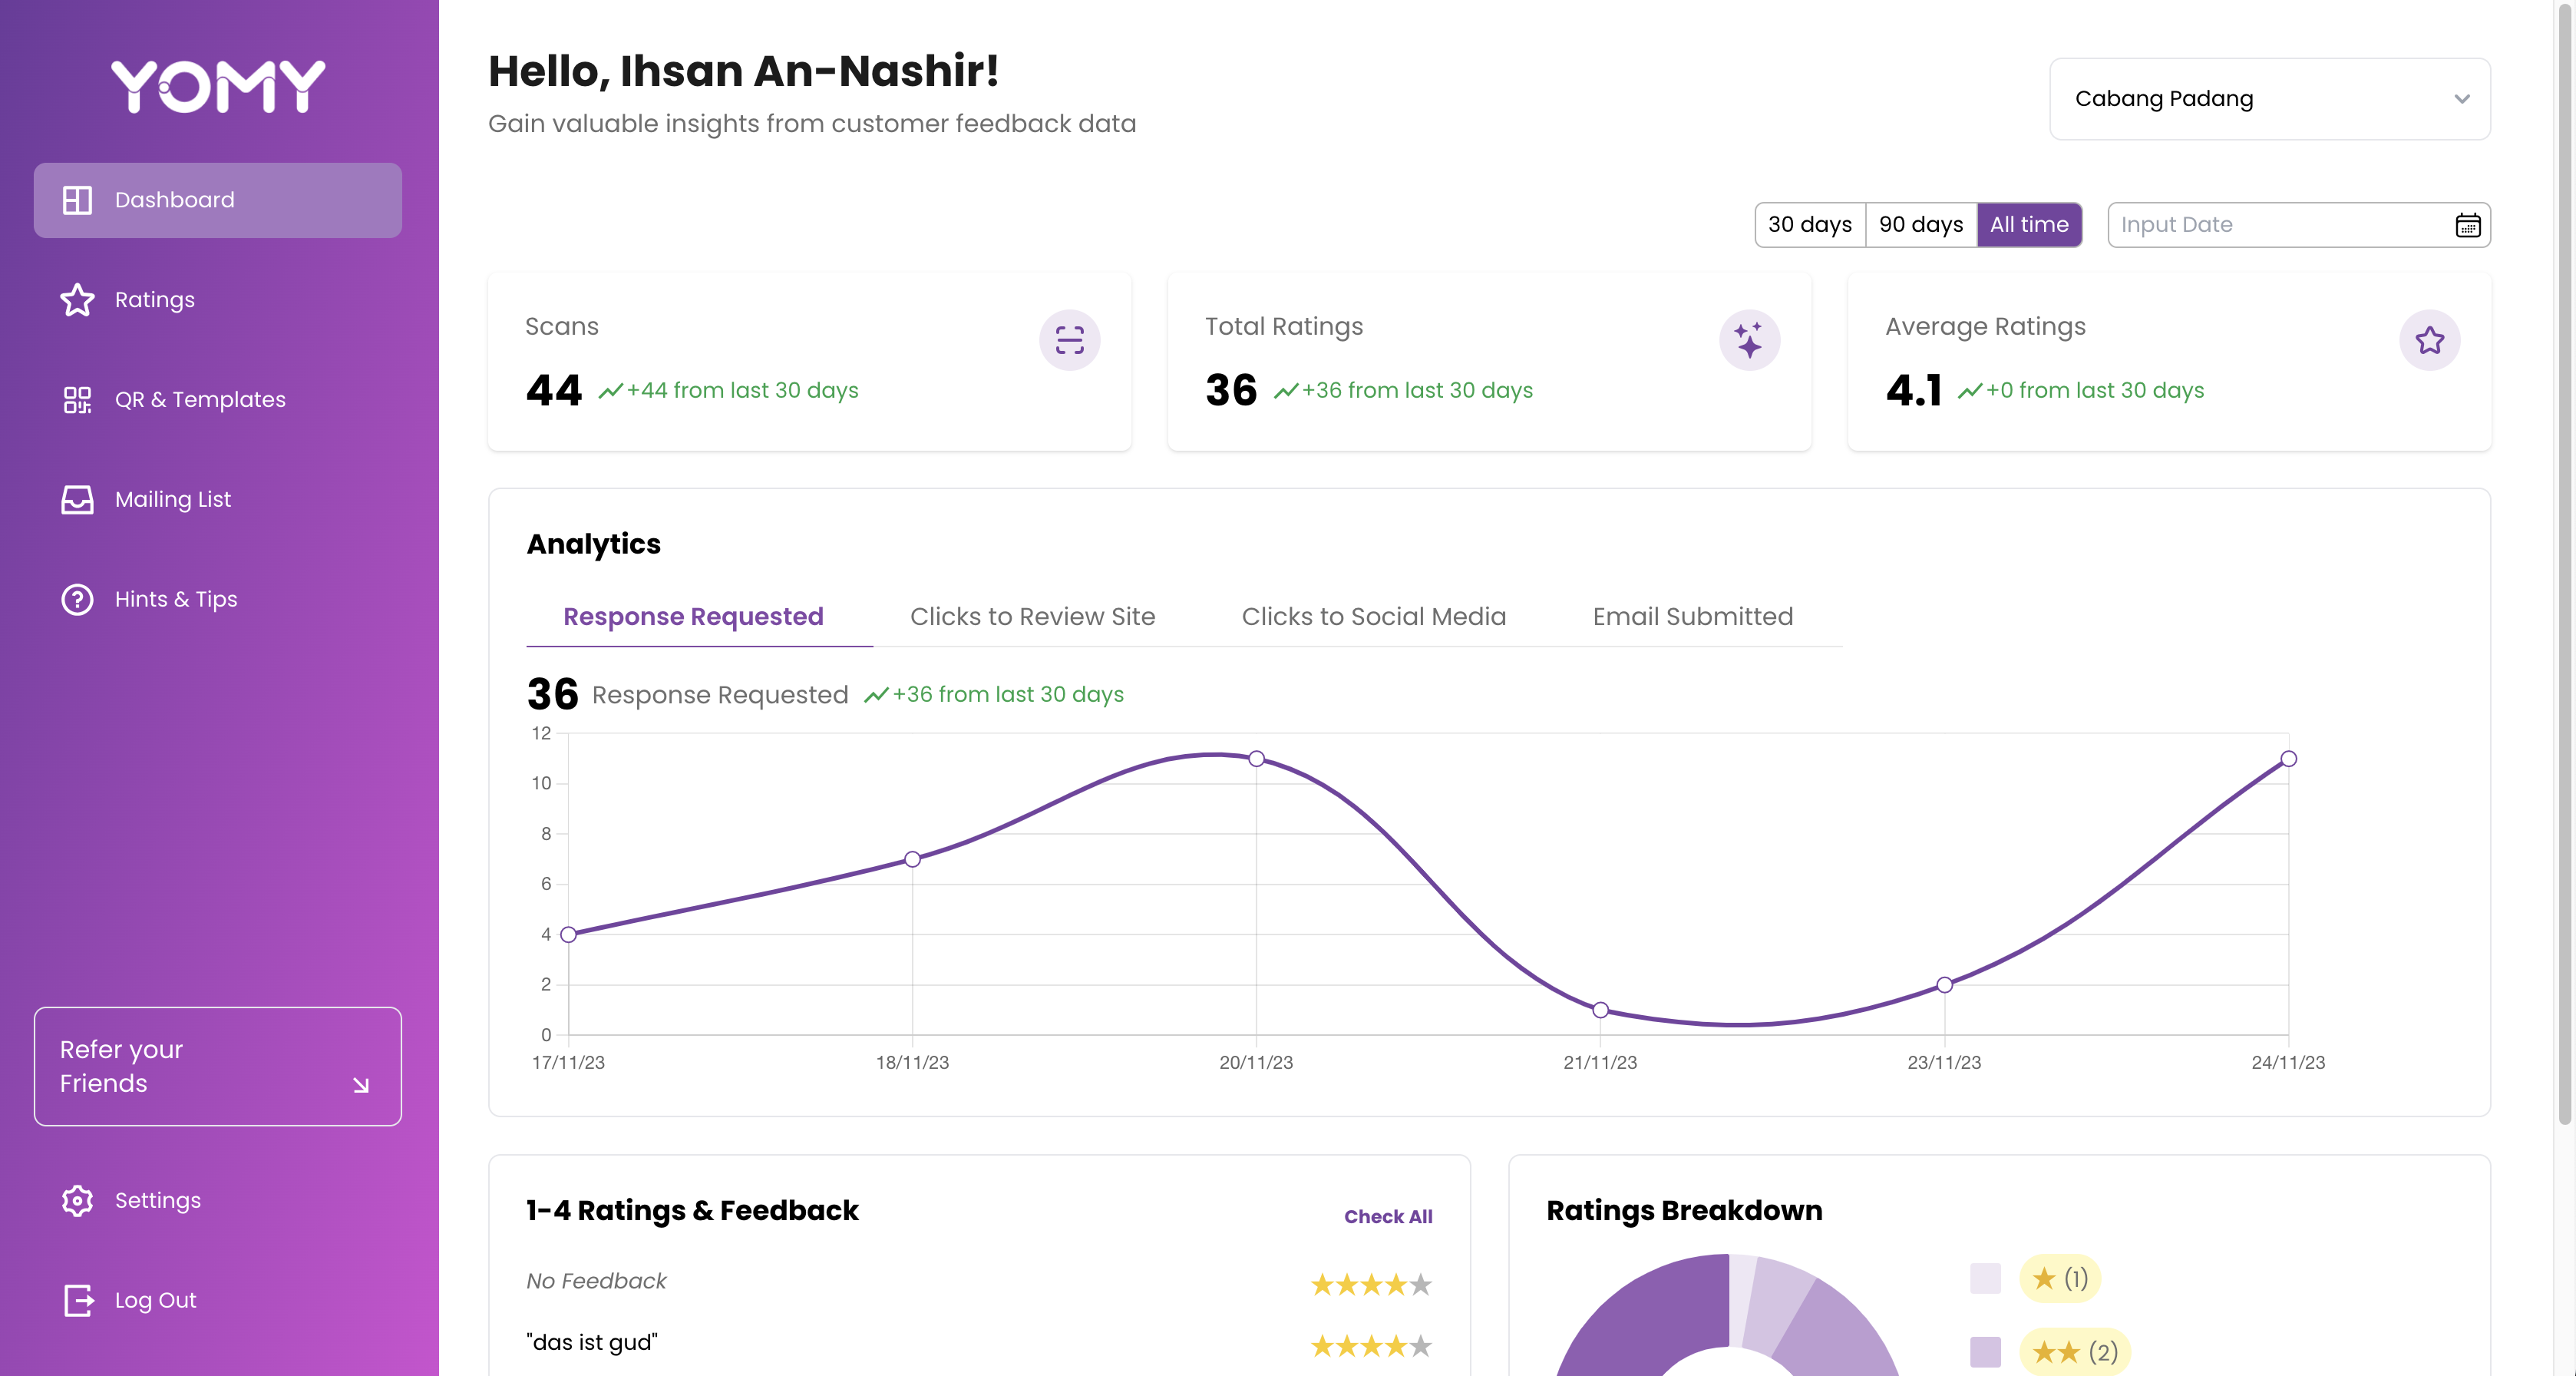 YOMY
Dashboard
Ratings
QR & Templates
Mailing List
Hints & Tips
Refer your
Friends
Settings
Log Out
Hello, Ihsan An-Nashir!
Gain valuable insights from customer feedback data
Cabang Padang
30 days
90 days
All time
Input Date
Scans
44 +44 from last 30 days
Total Ratings
36 +36 from last 30 days
Average Ratings
4.1 +0 from last 30 days
Analytics
Response Requested
Clicks to Review Site
Clicks to Social Media
Email Submitted
36 Response Requested +36 from last 30 days
12
10
8
6
4
2
0
17/11/23
18/11/23
20/11/23
21/11/23
23/11/23
24/11/23
1-4 Ratings & Feedback
Check All
No Feedback
"das ist gud"
Ratings Breakdown
(1)
(2)